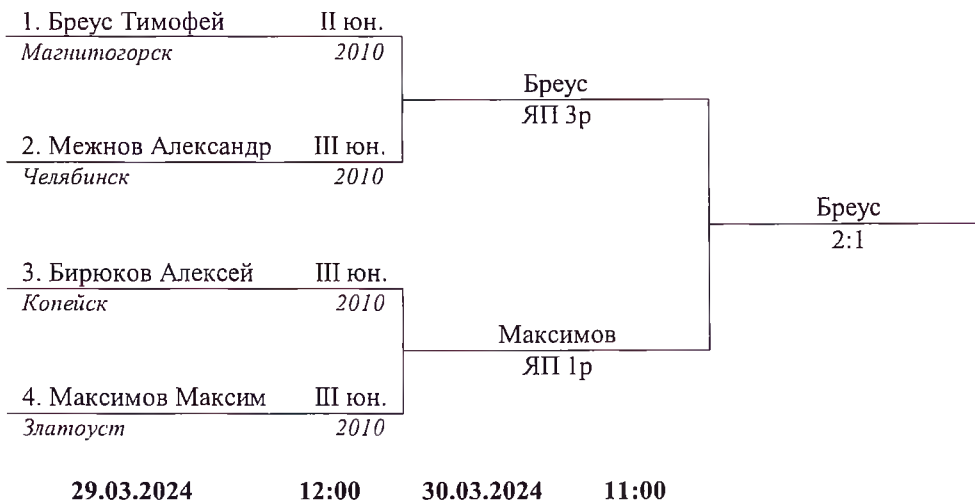 1. Бреус Тимофей II юн.
Магнитогорск 2010
Бреус
ЯП 3р
2. Межнов Александр III юн.
Челябинск 2010
Бреус
2:1
3. Бирюков Алексей III юн.
Копейск 2010
Максимов
ЯП 1р
4. Максимов Максим III юн.
Златоуст 2010
29.03.2024 12:00 30.03.2024 11:00